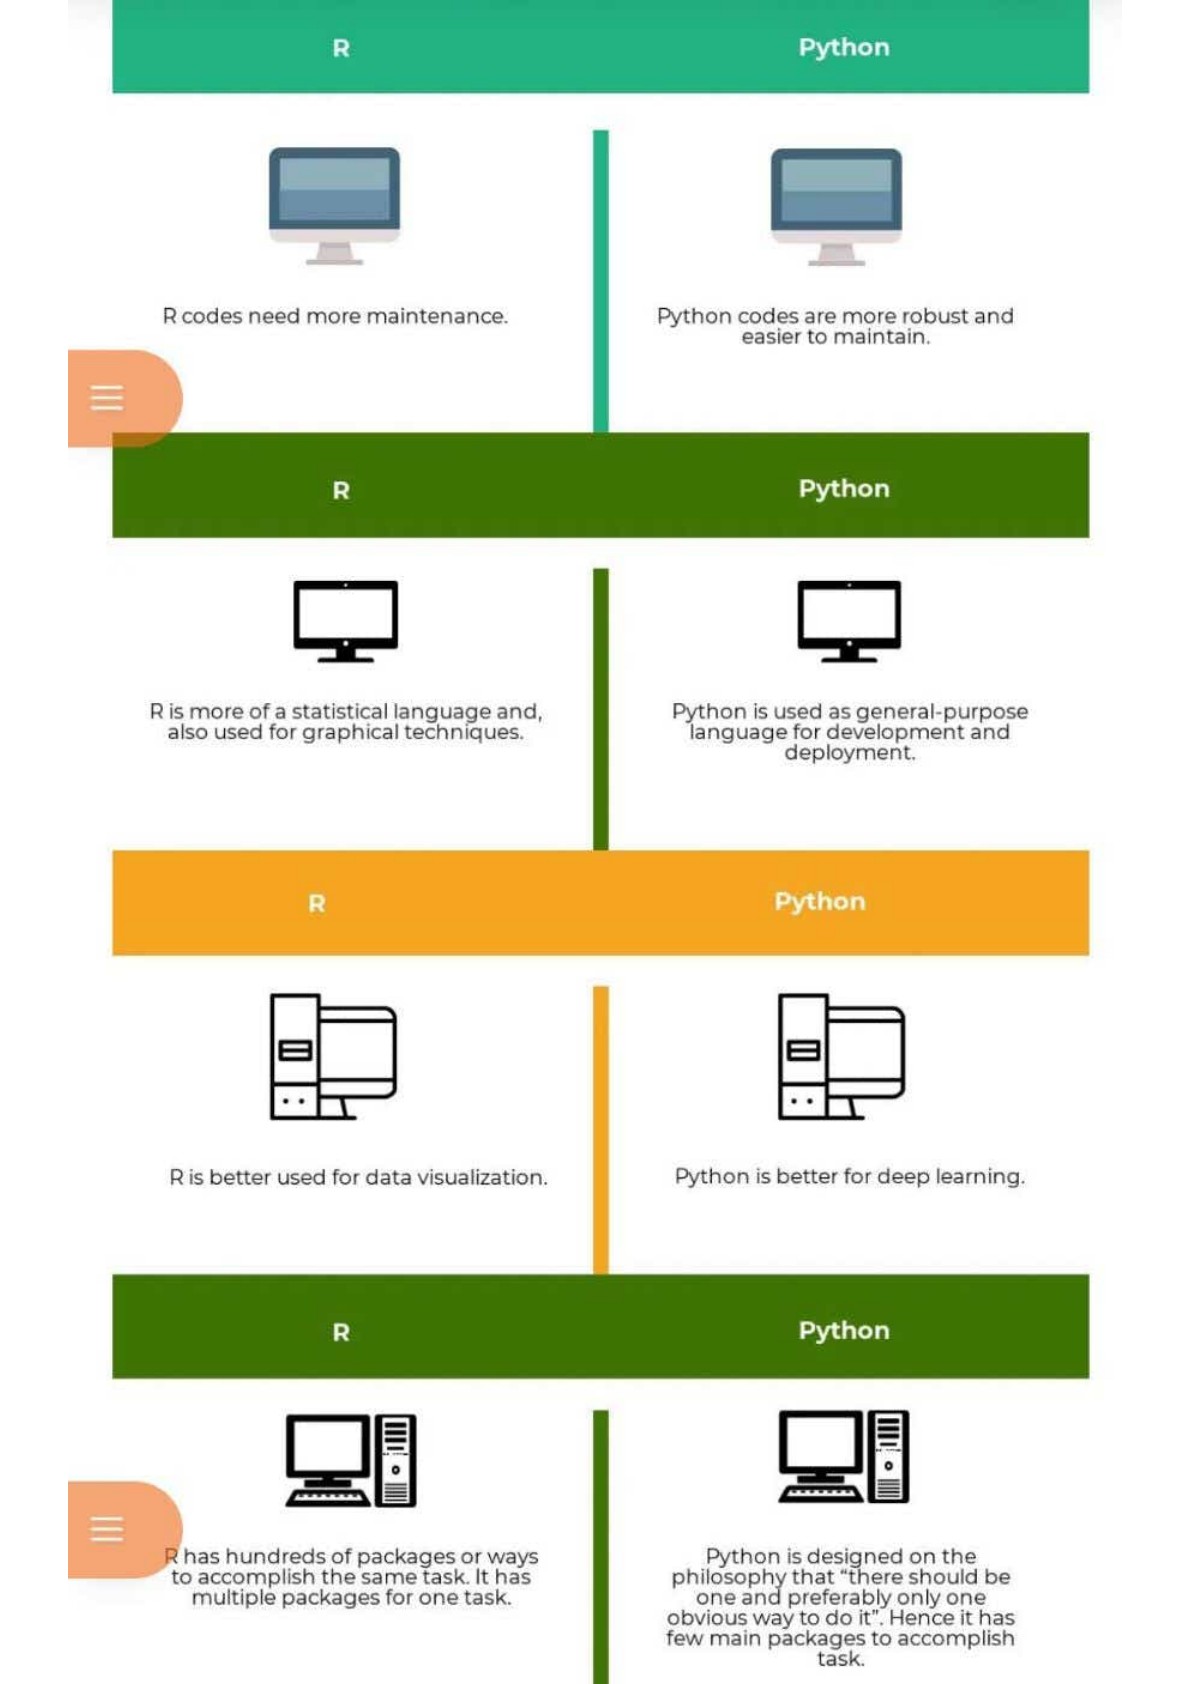 R
Python
R codes need more maintenance.
Python codes are more robust and
easier to maintain.
R
Python
R is more of a statistical language and,
also used for graphical techniques.
Python is used as general-purpose
language for development and
deployment.
R
Python
R is better used for data visualization.
Python is better for deep learning.
R
Python
R has hundreds of packages or ways
to accomplish the same task. It has
multiple packages for one task.
Python is designed on the
philosophy that “there should be
one and preferably only one
obvious way to do it”. Hence it has
few main packages to accomplish
task.